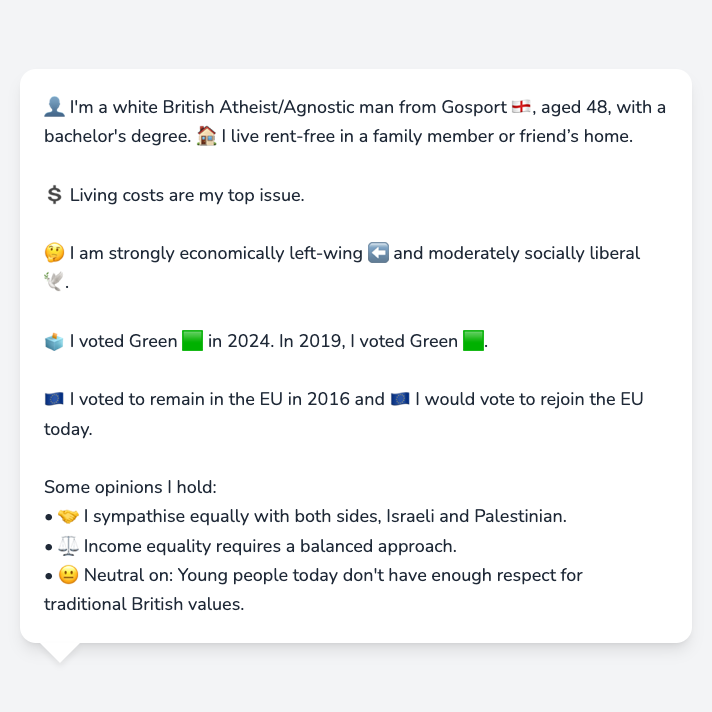 👤 I'm a white British Atheist/Agnostic man from Gosport 🏴󠁧󠁢󠁥󠁮󠁧󠁿, aged 48, with a
bachelor's degree. 🏠 I live rent-free in a family member or friend’s home.
💲 Living costs are my top issue.
🤔 I am strongly economically left-wing ⬅️ and moderately socially liberal
🕊️.
🗳️ I voted Green 🟩 in 2024. In 2019, I voted Green 🟩.
🇪🇺 I voted to remain in the EU in 2016 and 🇪🇺 I would vote to rejoin the EU
today.
Some opinions I hold:
• 🤝 I sympathise equally with both sides, Israeli and Palestinian.
• ⚖️ Income equality requires a balanced approach.
• 😐 Neutral on: Young people today don't have enough respect for
traditional British values.